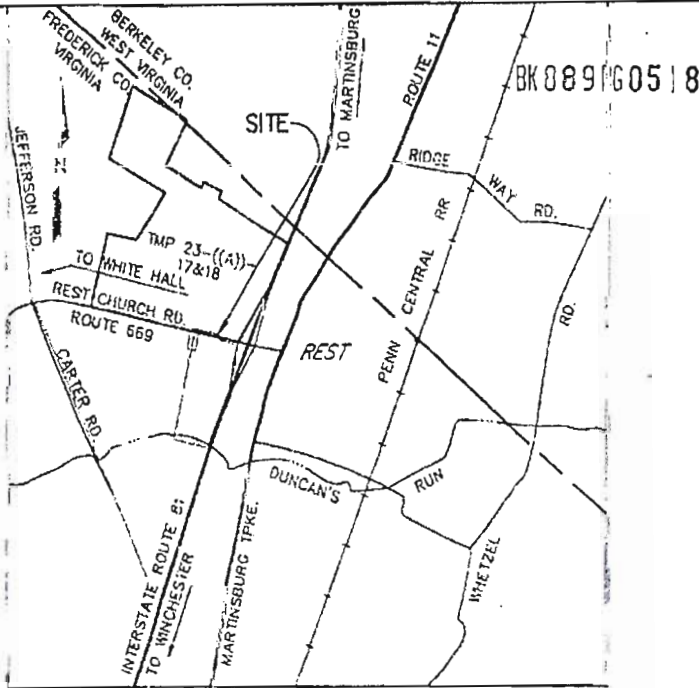 BERKELEY CO.
WEST VIRGINIA
FREDERICK CO.
VIRGINIA
TO MARTINSBURG
ROUTE 11
BK889PG0518
SITE
RIDGE
WAY
RD.
JEFFERSON RD.
N
PENN CENTRAL RR
TMP 23-((A))-
17&18
TO WHITE HALL
REST CHURCH RD.
ROUTE 669
REST
RD.
CARTER RD.
DUNCAN'S
RUN
WHETZEL
INTERSTATE ROUTE 81
TO WINCHESTER
MARTINSBURG TPKE.